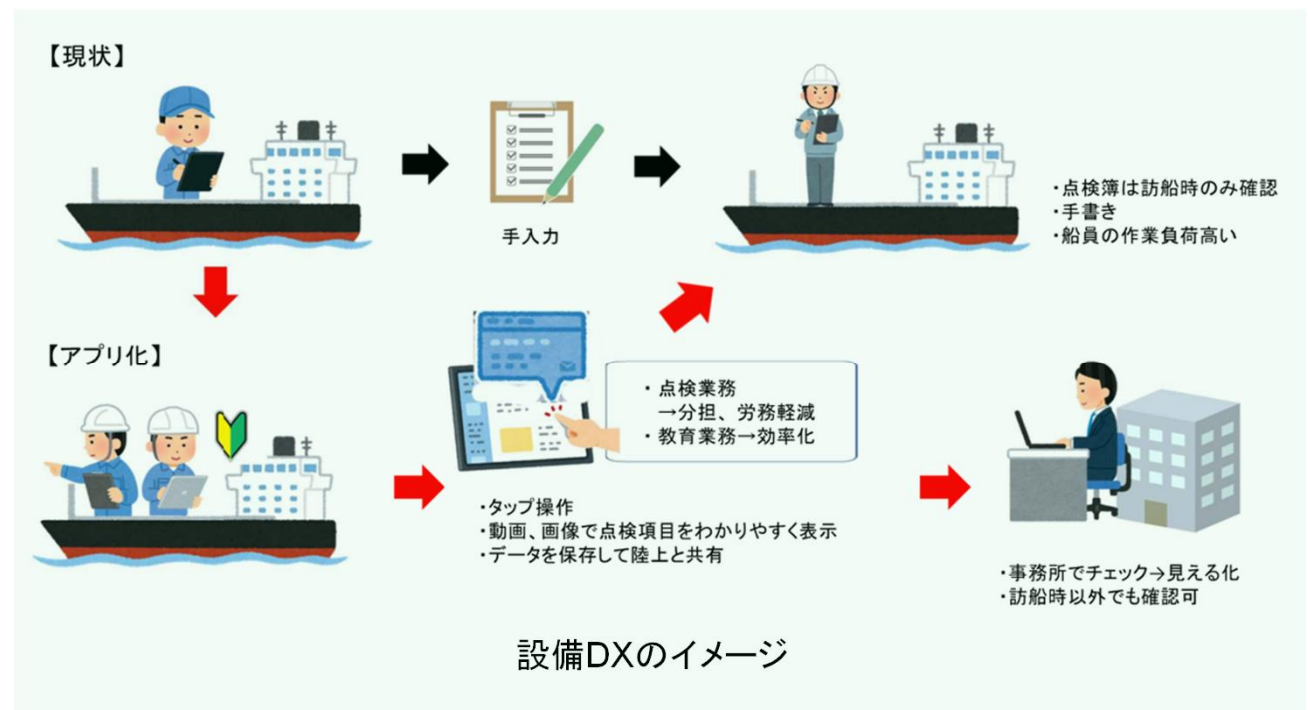 【現状】
手入力
・点検簿は訪船時のみ確認
・手書き
・船員の作業負荷高い
【アプリ化】
・点検業務
→分担、労務軽減
・教育業務→効率化
・タップ操作
・動画、画像で点検項目をわかりやすく表示
・データを保存して陸上と共有
・事務所でチェック→見える化
・訪船時以外でも確認可
設備DXのイメージ